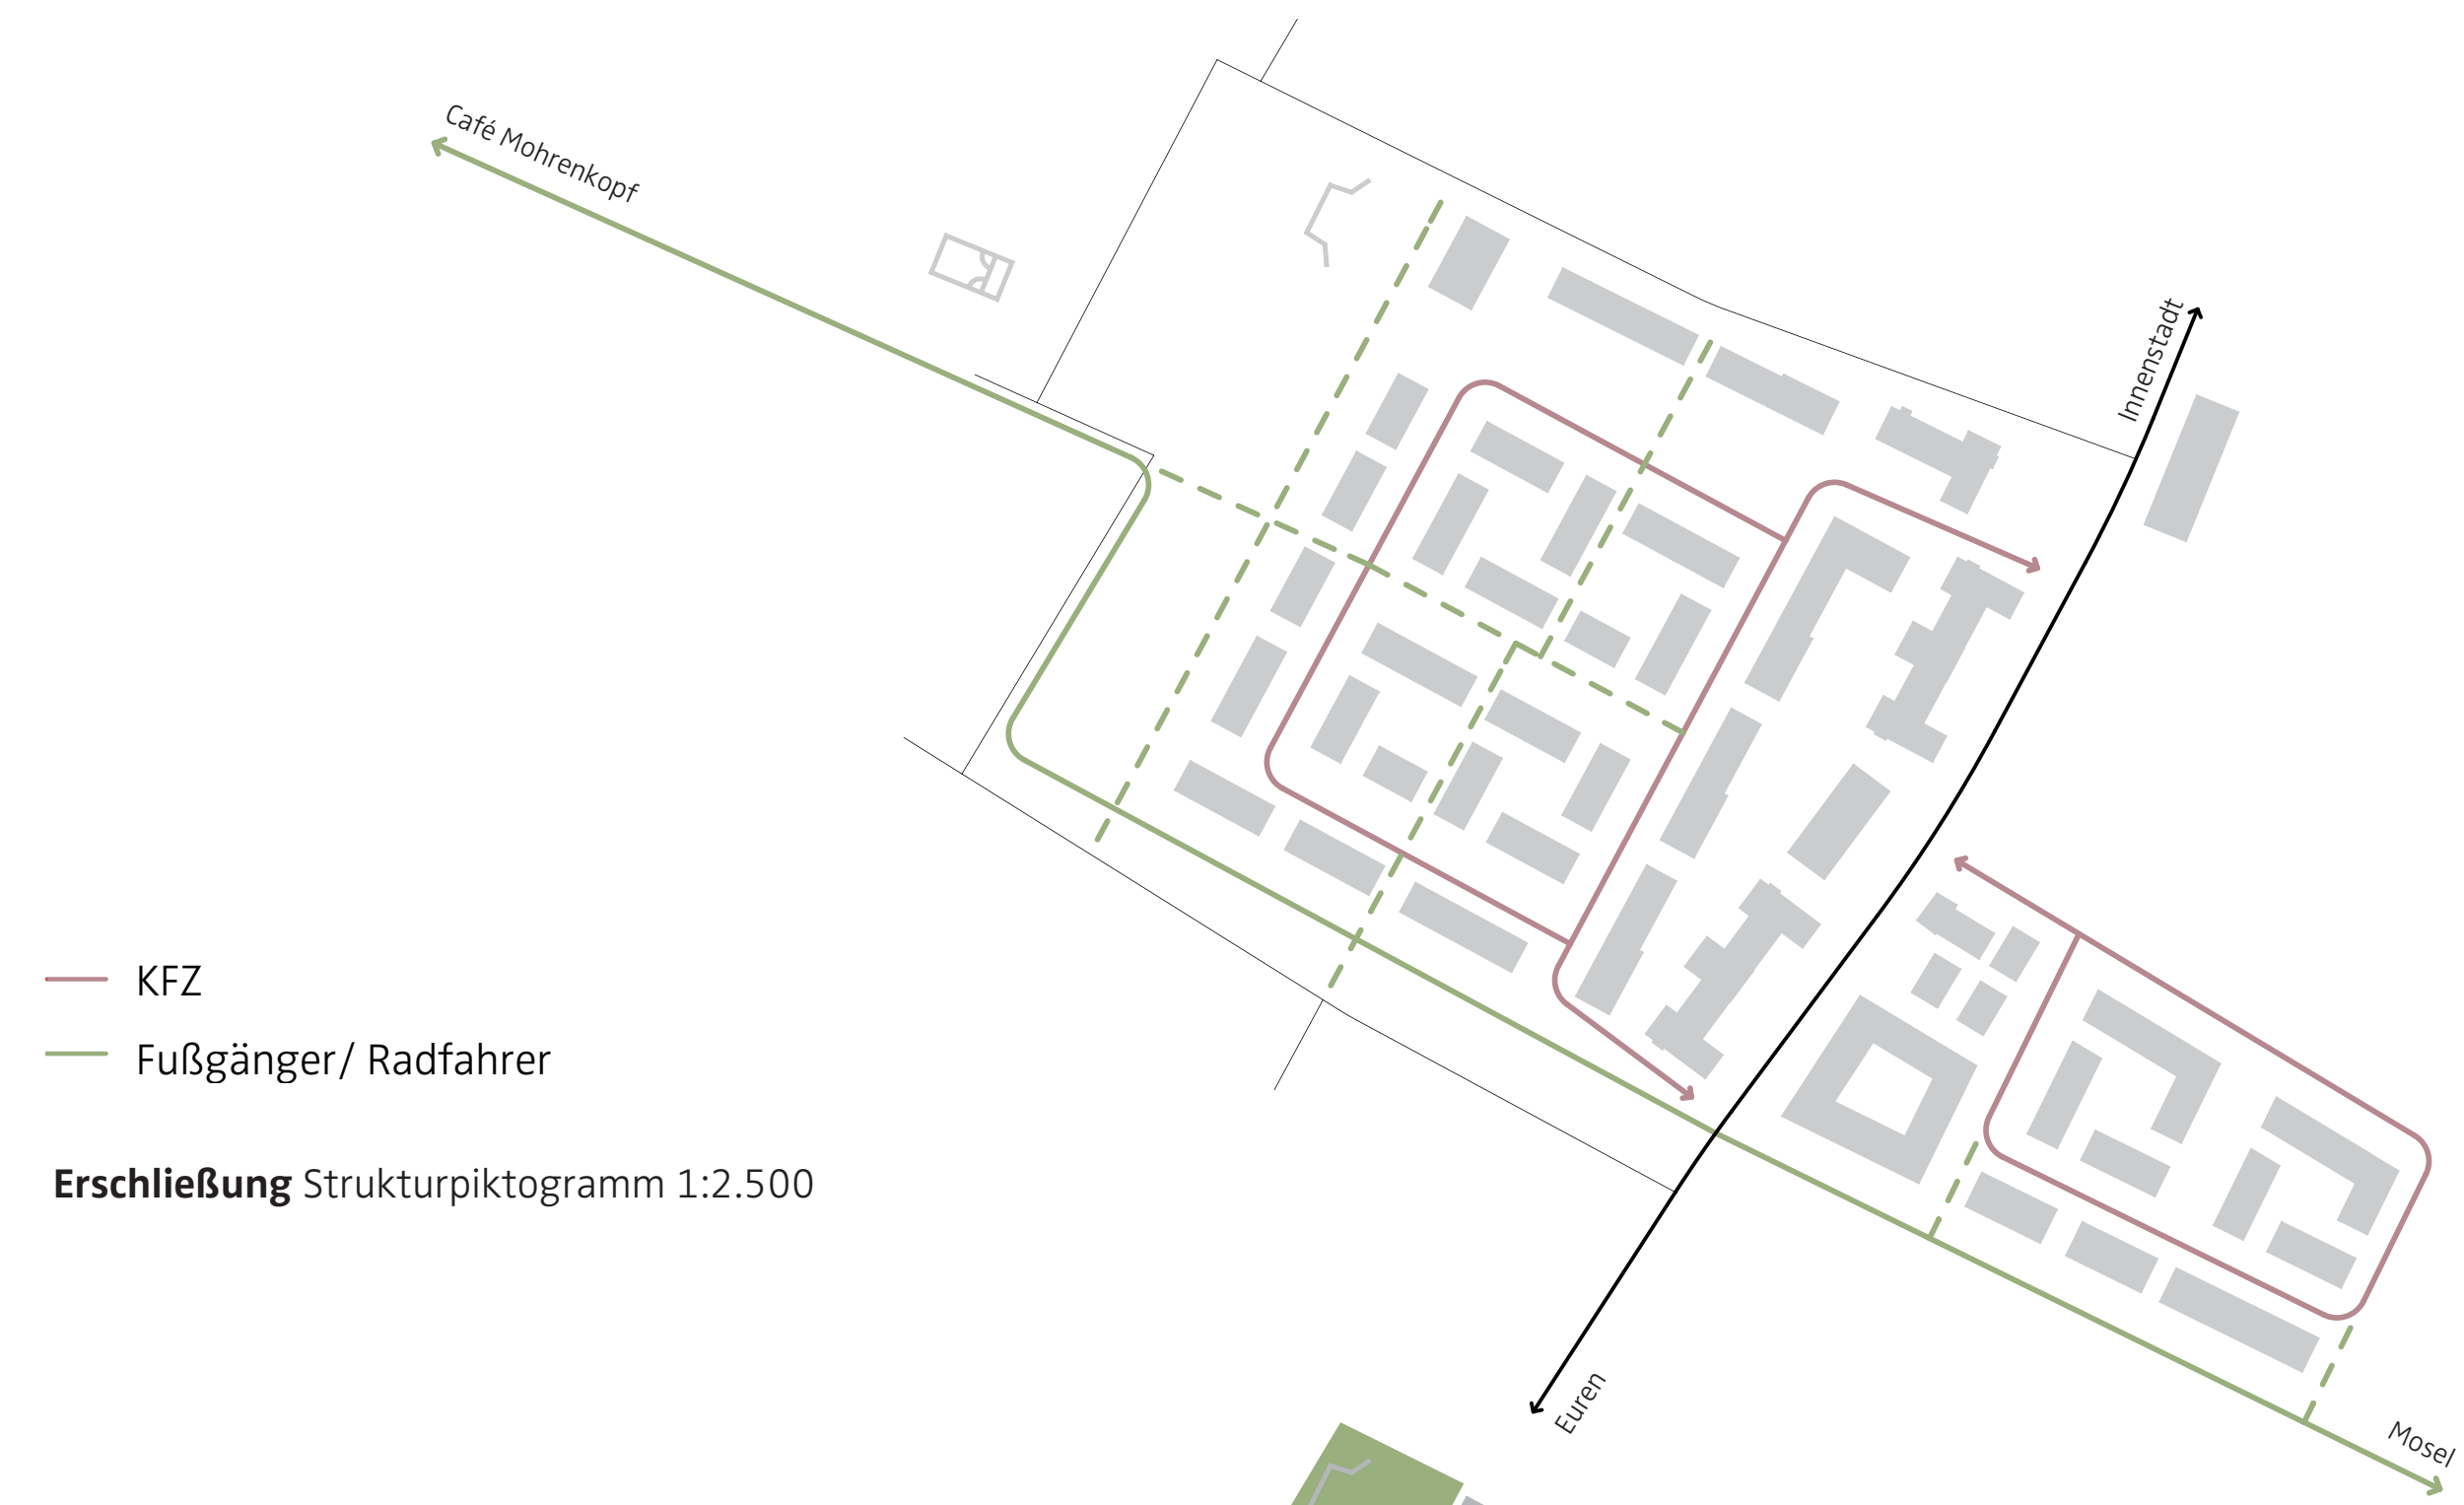 Café Mohrenkopf
Innenstadt
KFZ
Fußgänger/ Radfahrer
Erschließung Strukturpiktogramm 1:2.500
Euren
Mosel